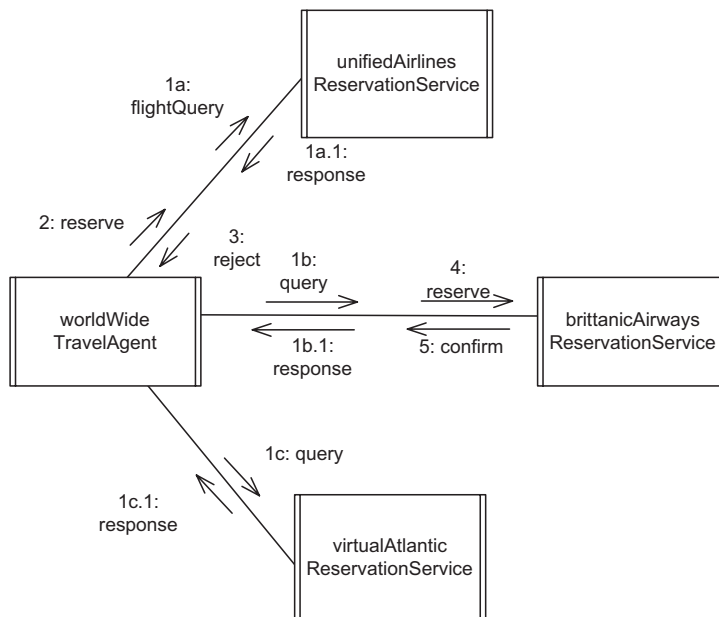 unifiedAirlines
ReservationService
1a:
flightQuery
1a.1:
response
2: reserve
3:
reject
1b:
query
4:
reserve
worldWide
TravelAgent
brittanicAirways
ReservationService
1b.1:
response
5: confirm
1c: query
1c.1:
response
virtualAtlantic
ReservationService